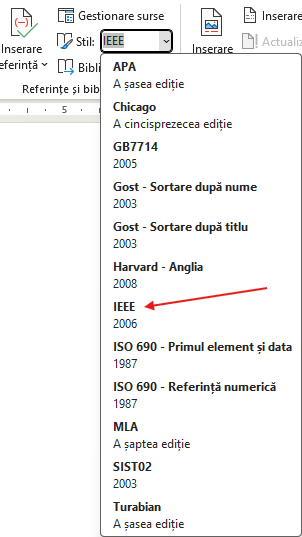 Gestionare surse
Inserare
Stil: IEEE
Inserare
Inserare
referință
Bibli
Actualiz
Referințe și bib
5
APA
A șasea ediție
Chicago
A cincisprezecea ediție
GB7714
2005
Gost - Sortare după nume
2003
Gost - Sortare după titlu
2003
Harvard - Anglia
2008
IEEE
2006
ISO 690 - Primul element și data
1987
ISO 690 - Referință numerică
1987
MLA
A șaptea ediție
SIST02
2003
Turabian
A șasea ediție